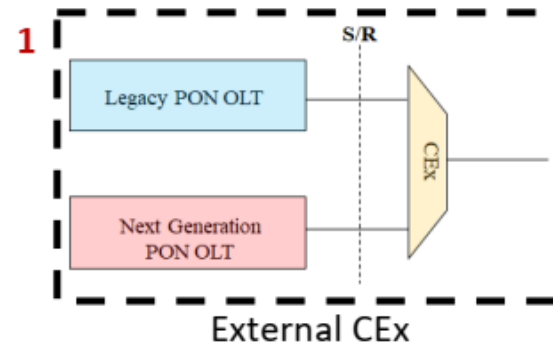 1
S/R
Legacy PON OLT
CEx
Next Generation
PON OLT
External CEx